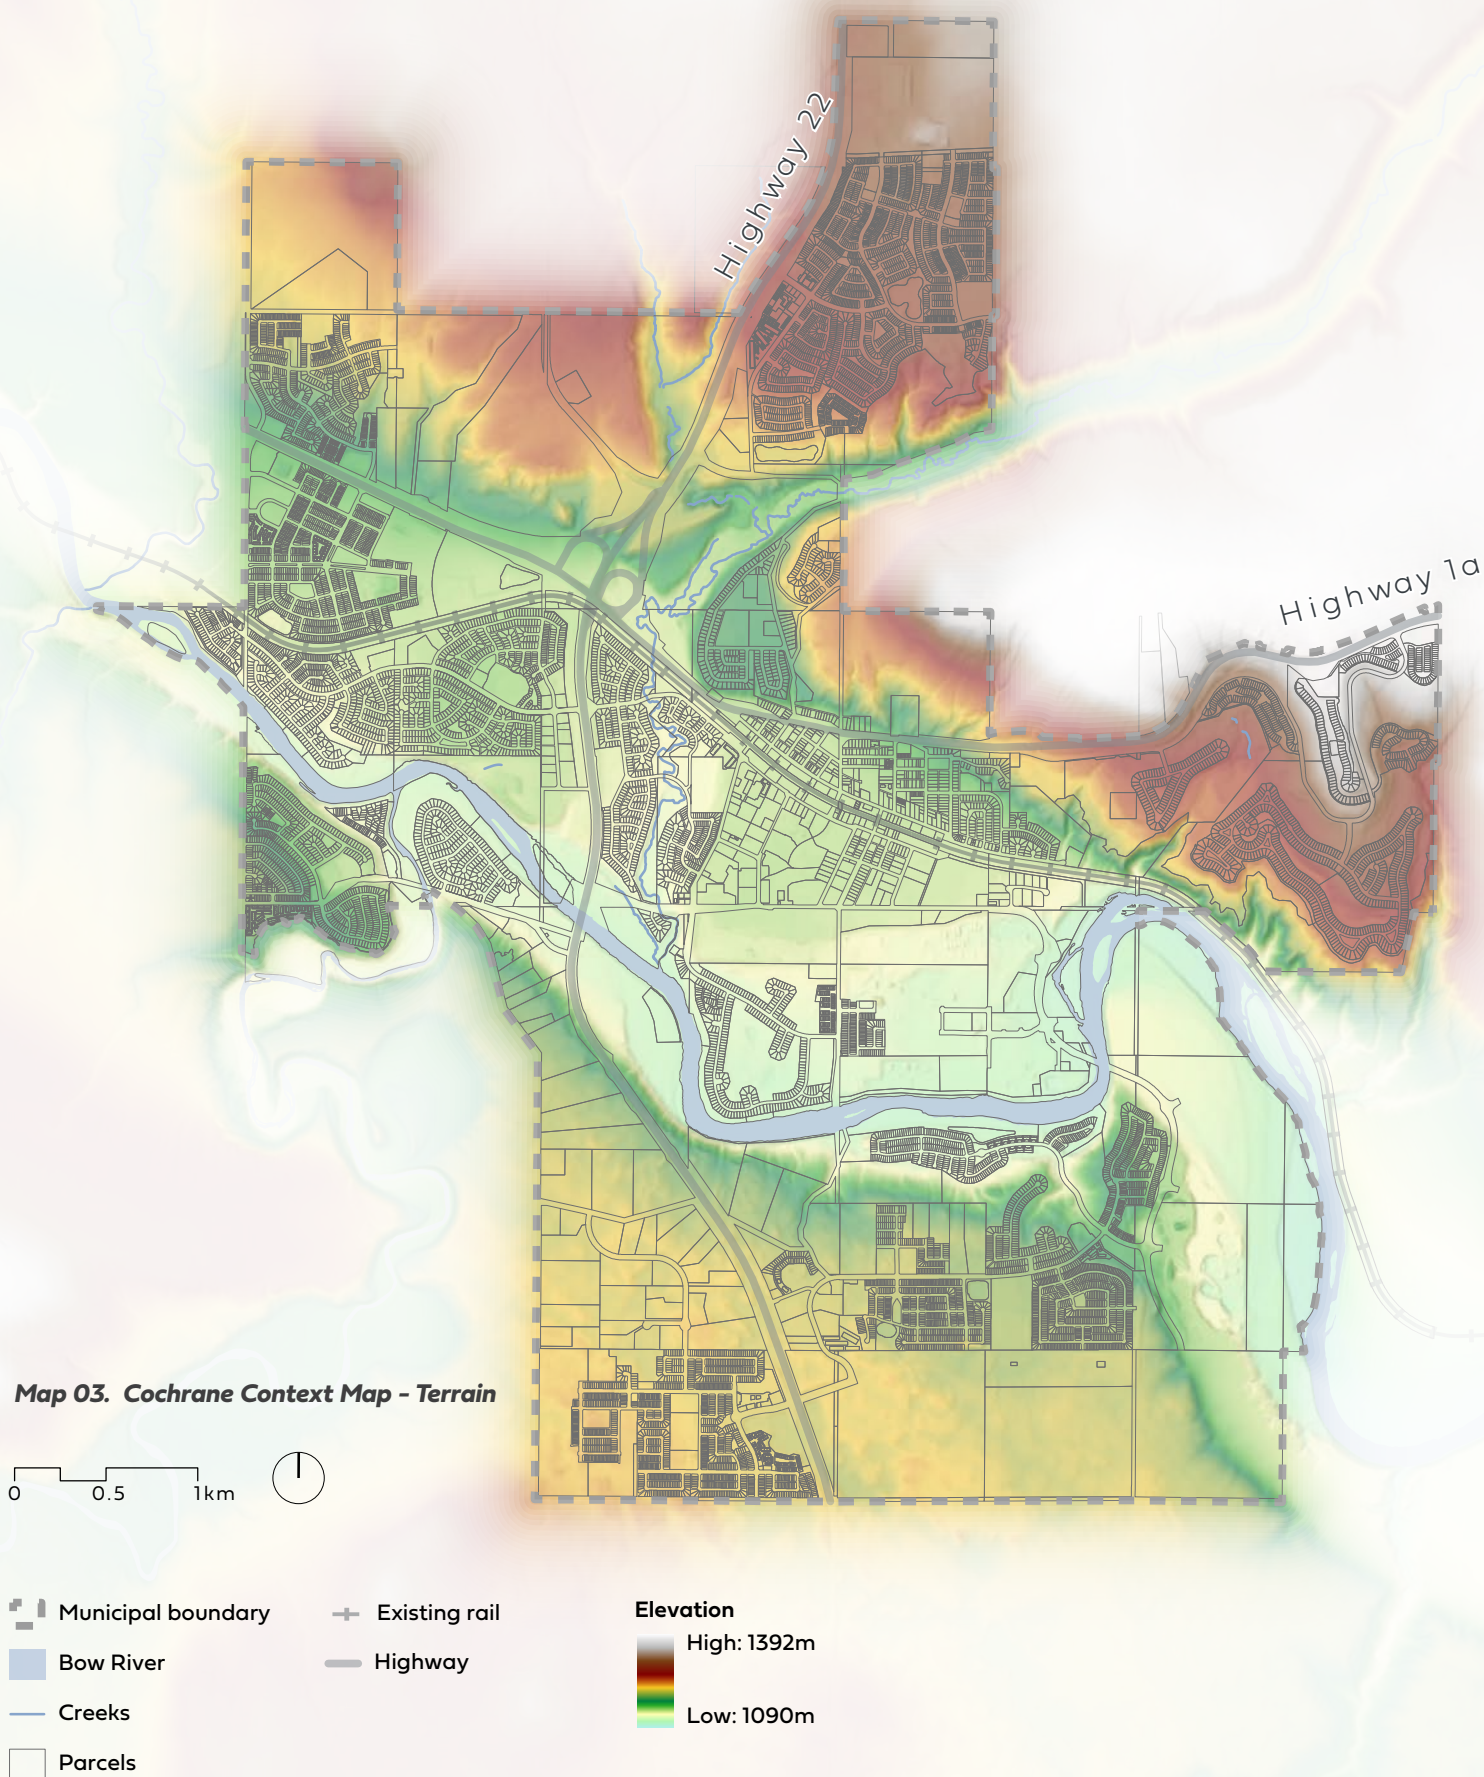 Highway 22
Highway 1a
Map 03. Cochrane Context Map - Terrain
0 0.5 1km
Municipal boundary
Bow River
Creeks
Parcels
Existing rail
Highway
Elevation
High: 1392m
Low: 1090m